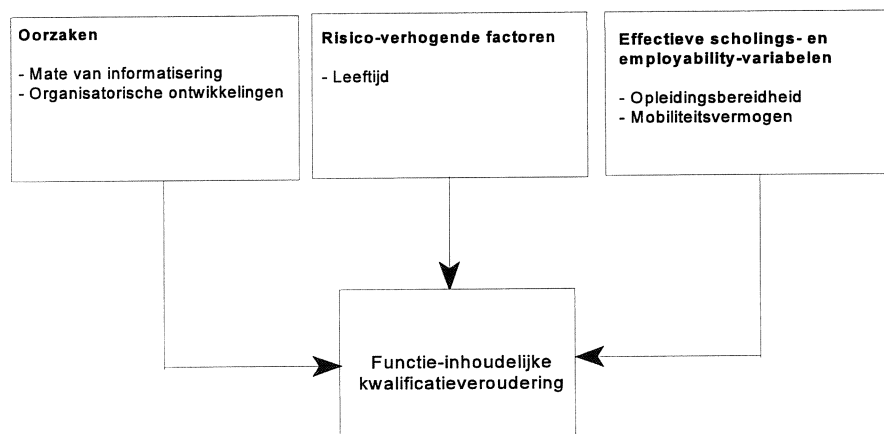 Oorzaken
- Mate van informatisering
- Organisatorische ontwikkelingen
Risico-verhogende factoren
- Leeftijd
Effectieve scholings- en
employability-variabelen
- Opleidingsbereidheid
- Mobiliteitsvermogen
Functie-inhoudelijke
kwalificatieveroudering